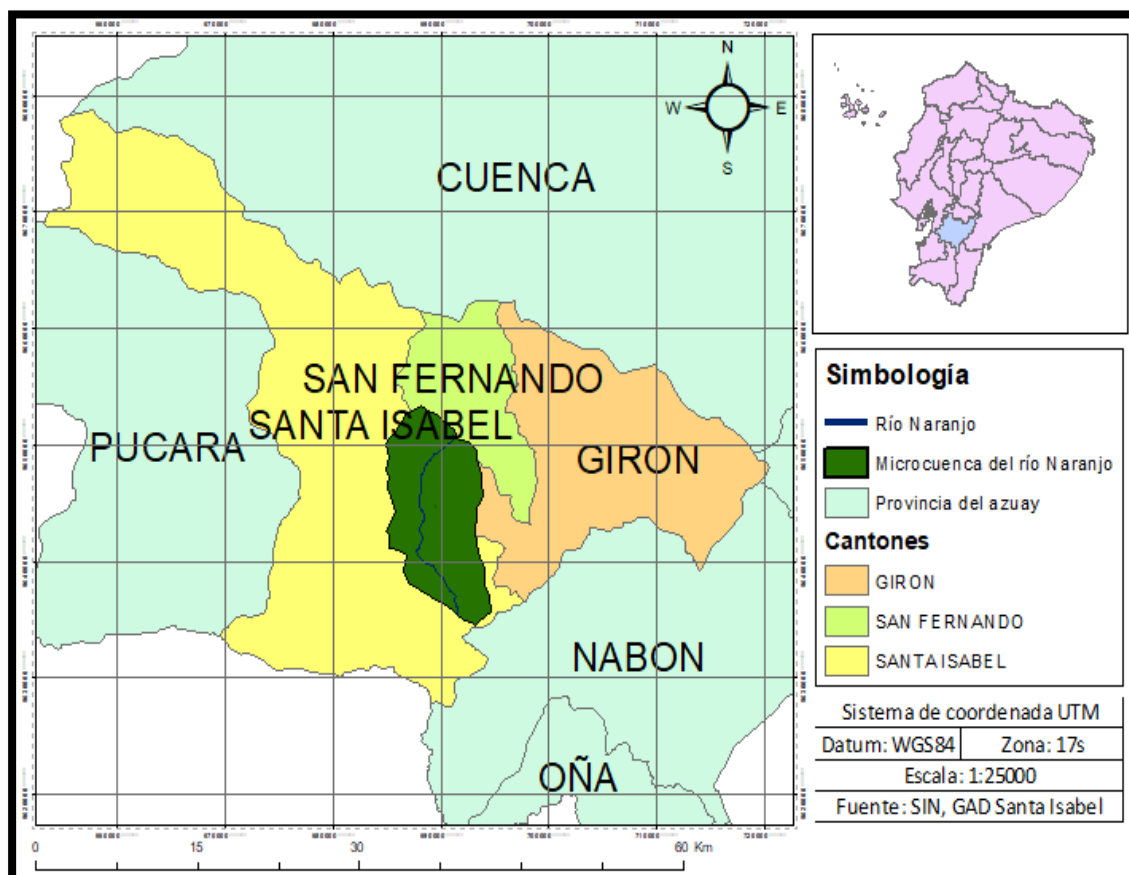 N
W E
S
CUENCA
SAN FERNANDO
SANTA ISABEL
PUCARA
GIRON
NABON
OÑA
0 15 30 60 Km
Simbología
Río Naranjo
Microcuenca del río Naranjo
Provincia del azuay
Cantones
GIRON
SAN FERNANDO
SANTA ISABEL
Sistema de coordenada UTM
Datum: WGS84 Zona: 17s
Escala: 1:25000
Fuente: SIN, GAD Santa Isabel